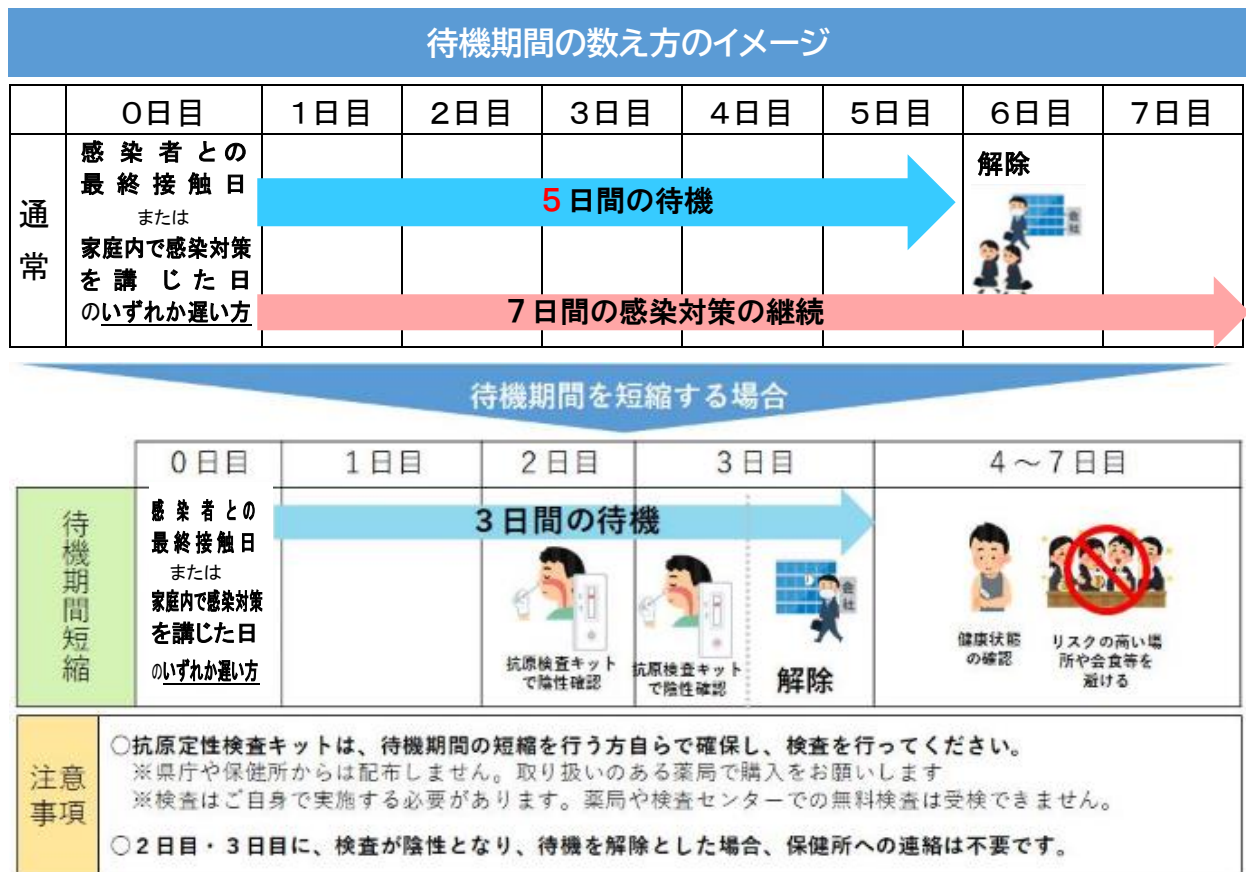 待機期間の数え方のイメージ
0日目 1日目 2日目 3日目 4日目 5日目 6日目 7日目
通常
感染者との
最終接触日
または
家庭内で感染対策
を講じた日
のいずれか遅い方
5日間の待機
解除
会社
7日間の感染対策の継続
待機期間を短縮する場合
0日目 1日目 2日目 3日目 4～7日目
待機期間短縮
感染者との
最終接触日
または
家庭内で感染対策
を講じた日
のいずれか遅い方
3日間の待機
抗原検査キット
で陰性確認
抗原検査キット
で陰性確認
会社
解除
健康状態
の確認
リスクの高い場
所や会食等を
避ける
注意
事項
○抗原定性検査キットは、待機期間の短縮を行う方自らで確保し、検査を行ってください。
※県庁や保健所からは配布しません。取り扱いのある薬局で購入をお願いします
※検査はご自身で実施する必要があります。薬局や検査センターでの無料検査は受検できません。
○2日目・3日目に、検査が陰性となり、待機を解除とした場合、保健所への連絡は不要です。